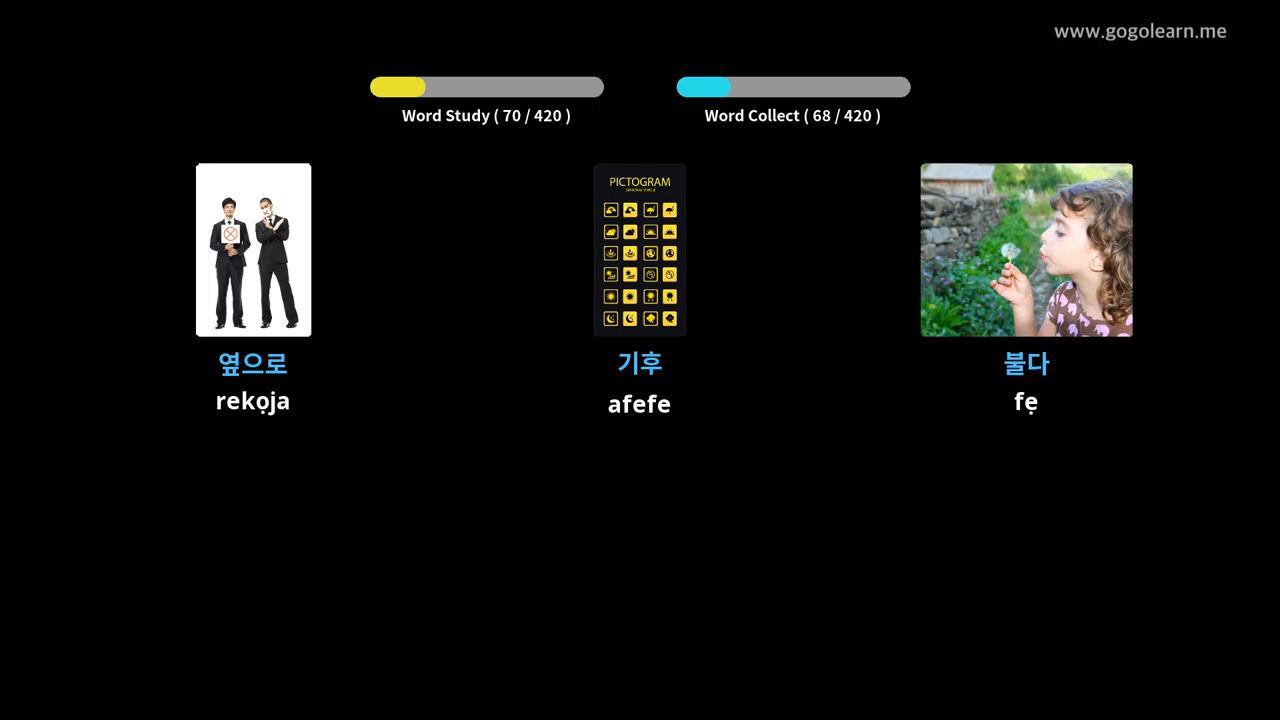 www.gogolearn.me
Word Study ( 70 / 420 )
Word Collect ( 68 / 420 )
PICTOGRAM
옆으로
기후
불다
rekọja
afefe
fẹ